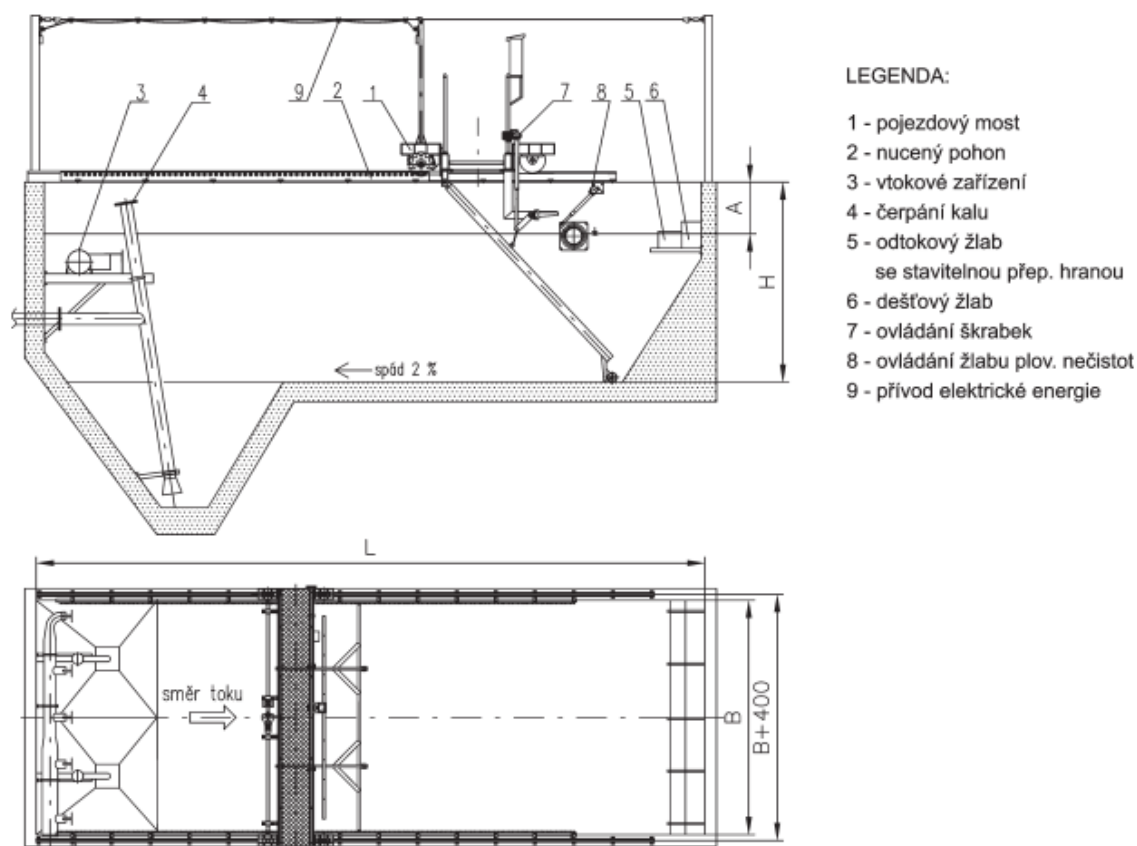 3
4
9
2
1
7
8
5
6
A
H
spád 2 %
LEGENDA:
1 - pojezdový most
2 - nucený pohon
3 - vtokové zařízení
4 - čerpání kalu
5 - odtokový žlab
se stavitelnou přep. hranou
6 - dešťový žlab
7 - ovládání škrabek
8 - ovládání žlabu plov. nečistot
9 - přívod elektrické energie
L
směr toku
B
B+400